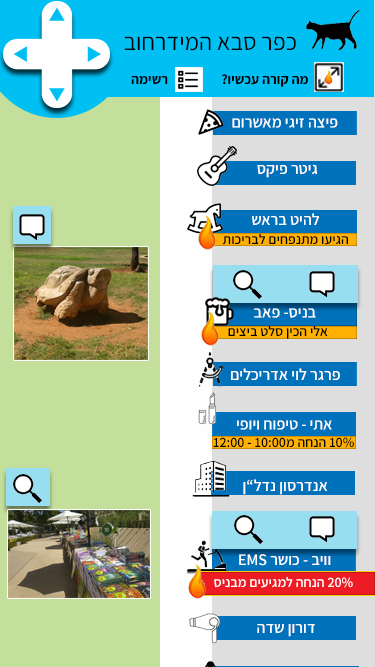 כפר סבא המידרחוב
מה קורה עכשיו?
רשימה
פיצה זיגי מאשרום
גיטר פיקס
להיט בראש
הגיעו מתנפחים לבריכות
בניס- פאב
אלי הכין סלט ביצים
פרגר לוי אדריכלים
אתי - טיפוח ויופי
10% הנחה מ10:00 - 12:00
אנדרסון נדל"ן
וויב - כושר EMS
20% הנחה למגיעים מבניס
דורון שדה